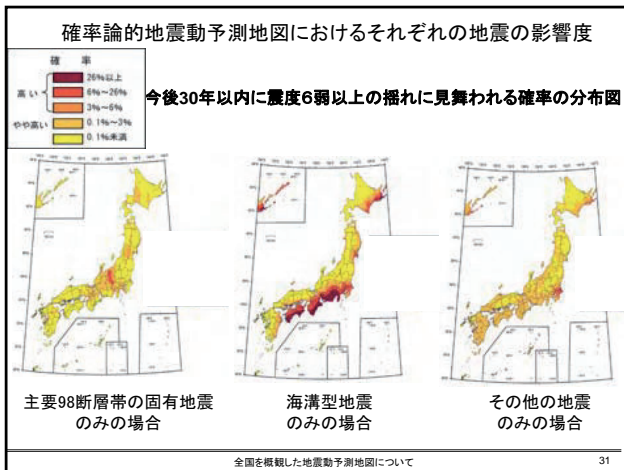 確率論的地震動予測地図におけるそれぞれの地震の影響度
確 率
高い
26%以上
6%~26%
3%~6%
やや高い
0.1%~3%
0.1%未満
今後30年以内に震度6弱以上の揺れに見舞われる確率の分布図
主要98断層帯の固有地震
のみの場合
海溝型地震
のみの場合
その他の地震
のみの場合
全国を概観した地震動予測地図について
31